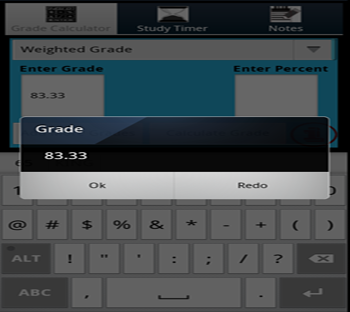 Grade Calculator Study Timer Notes
Weighted Grade
Enter Grade Enter Percent
83.33
Grade
83.33
Ok Redo
@ # $ % & * - + ( )
ALT ! " ' : ; / ?
ABC , .